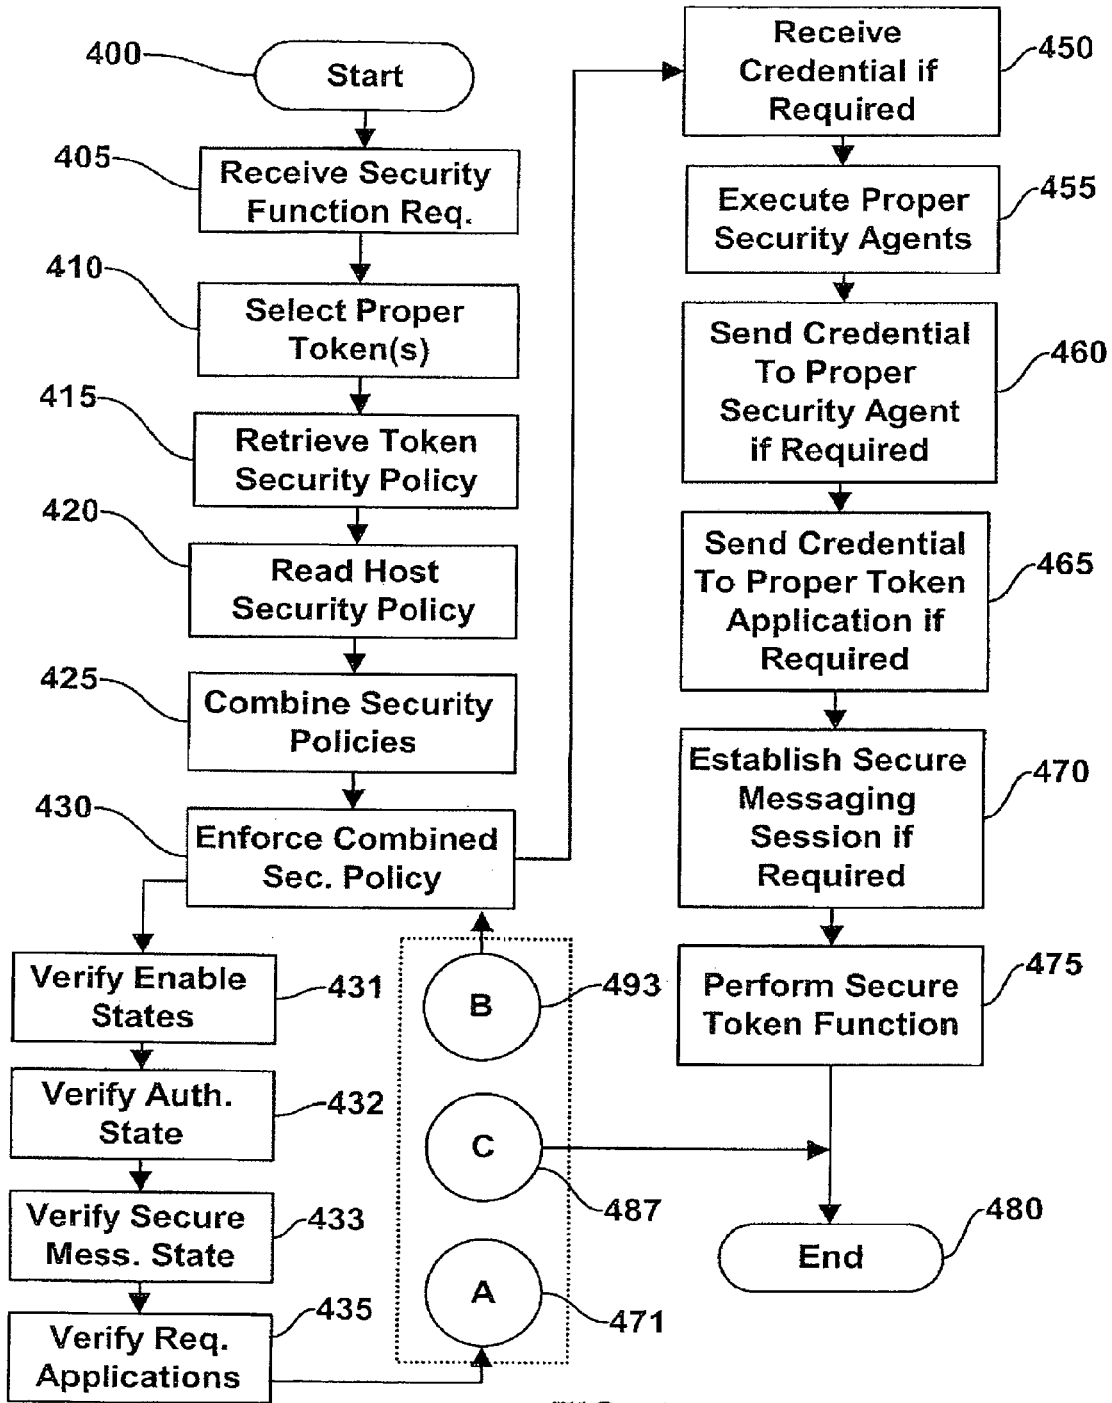 400
Start
405
Receive Security
Function Req.
410
Select Proper
Token(s)
415
Retrieve Token
Security Policy
420
Read Host
Security Policy
425
Combine Security
Policies
430
Enforce Combined
Sec. Policy
Verify Enable
States
431
Verify Auth.
State
432
Verify Secure
Mess. State
433
Verify Req.
Applications
435
B
493
C
487
A
471
Receive
Credential if
Required
450
Execute Proper
Security Agents
455
Send Credential
To Proper
Security Agent
if Required
460
Send Credential
To Proper Token
Application if
Required
465
Establish Secure
Messaging
Session if
Required
470
Perform Secure
Token Function
475
End
480